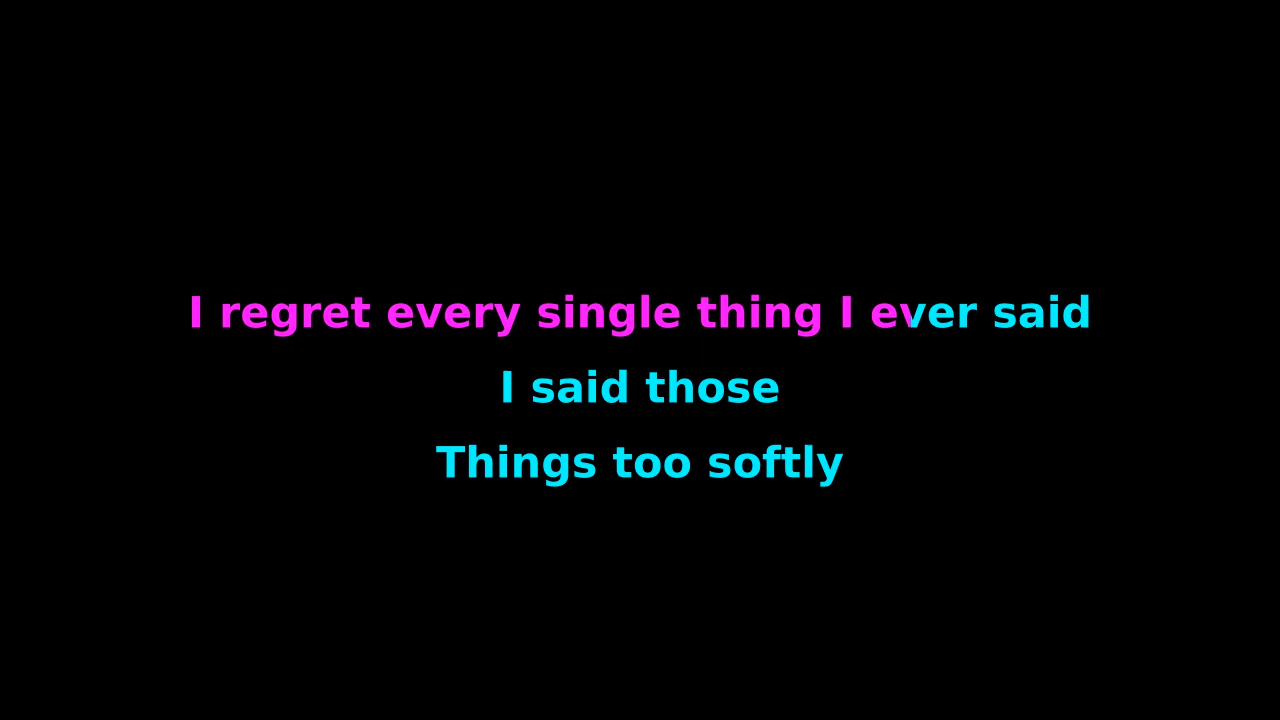 I regret every single thing I ever said
I said those
Things too softly